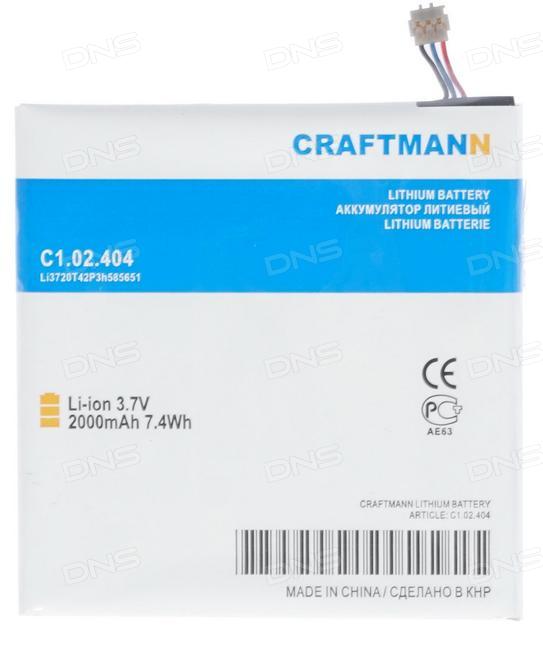 CRAFTMANN
LITHIUM BATTERY
АККУМУЛЯТОР ЛИТИЕВЫЙ
LITHIUM BATTERIE
C1.02.404
Li3720T42P3h585651
Li-ion 3.7V
2000mAh 7.4Wh
CE
РС+
AE63
CRAFTMANN LITHIUM BATTERY
ARTICLE: C1.02.404
MADE IN CHINA / СДЕЛАНО В КНР
DNS